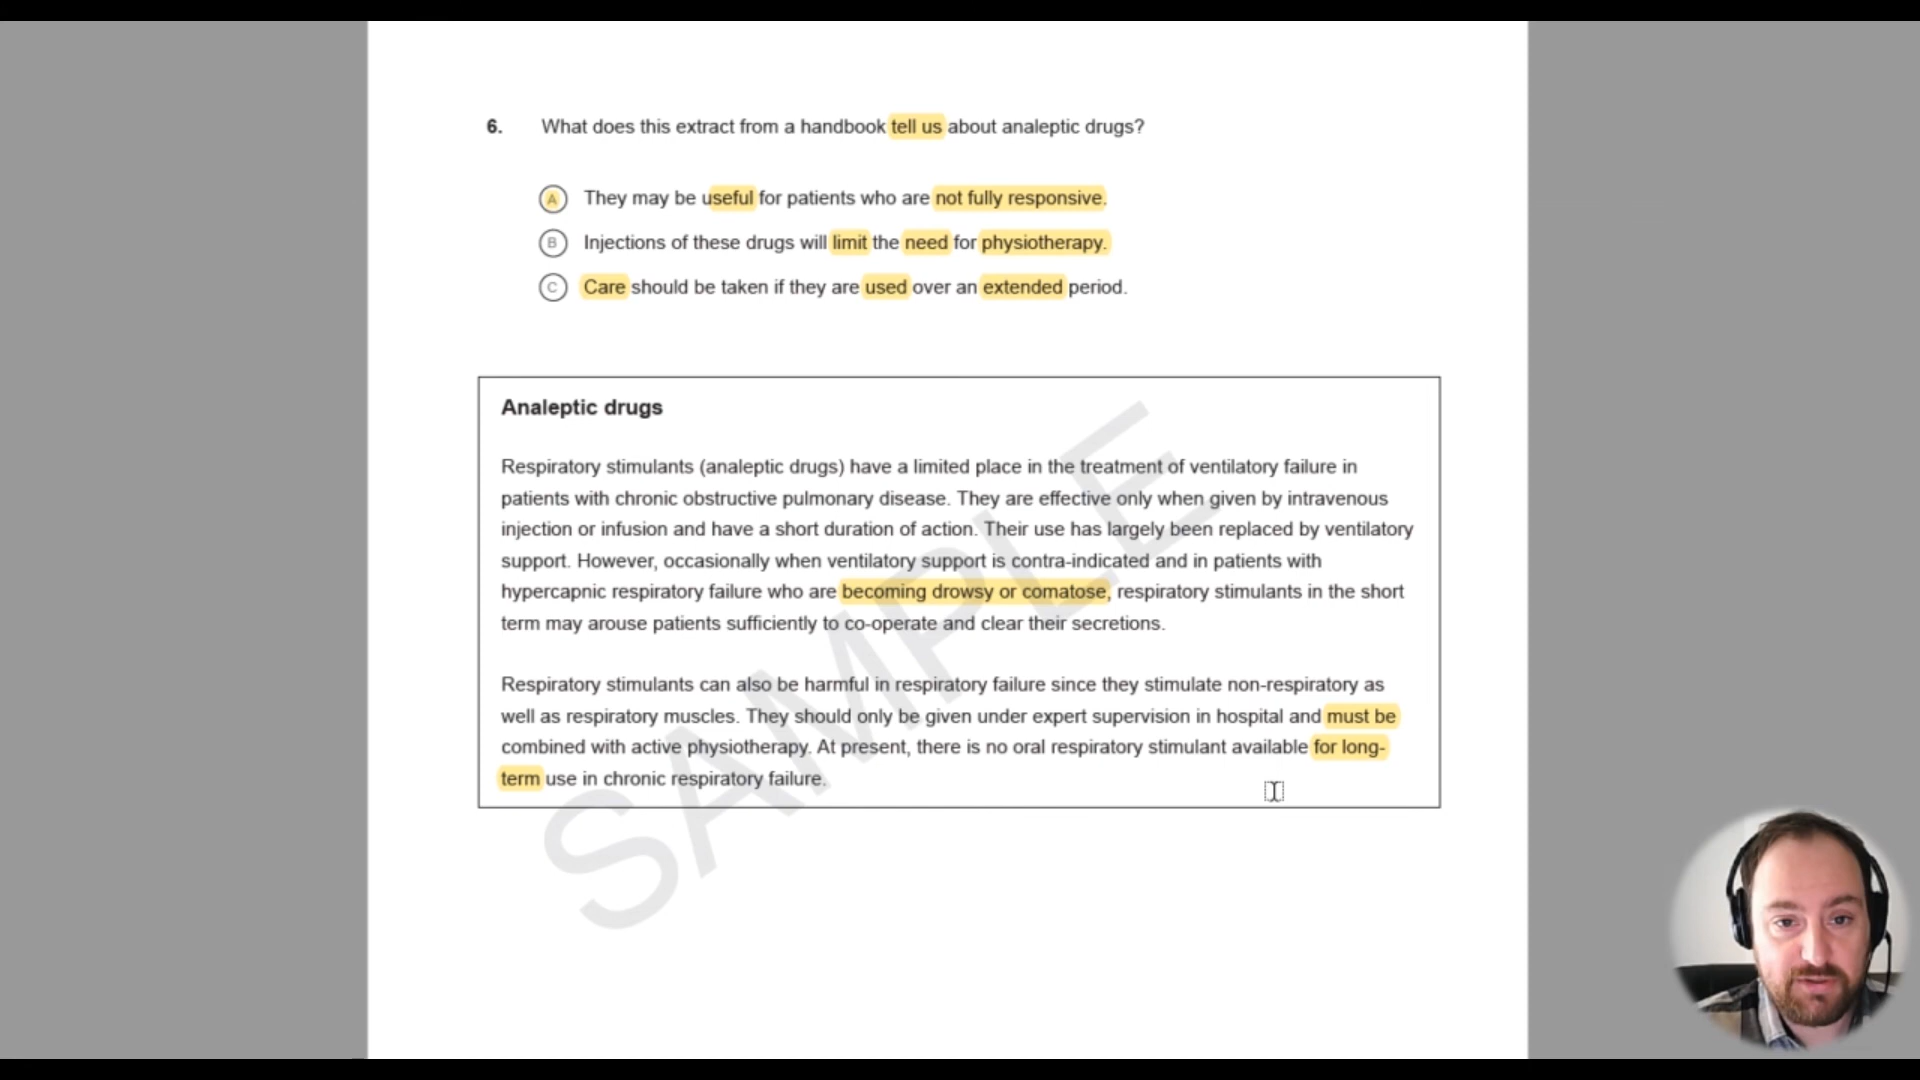 6. What does this extract from a handbook tell us about analeptic drugs?
A They may be useful for patients who are not fully responsive.
B Injections of these drugs will limit the need for physiotherapy.
C Care should be taken if they are used over an extended period.
Analeptic drugs
Respiratory stimulants (analeptic drugs) have a limited place in the treatment of ventilatory failure in
patients with chronic obstructive pulmonary disease. They are effective only when given by intravenous
injection or infusion and have a short duration of action. Their use has largely been replaced by ventilatory
support. However, occasionally when ventilatory support is contra-indicated and in patients with
hypercapnic respiratory failure who are becoming drowsy or comatose, respiratory stimulants in the short
term may arouse patients sufficiently to co-operate and clear their secretions.
Respiratory stimulants can also be harmful in respiratory failure since they stimulate non-respiratory as
well as respiratory muscles. They should only be given under expert supervision in hospital and must be
combined with active physiotherapy. At present, there is no oral respiratory stimulant available for long-
term use in chronic respiratory failure.
SAMPLE